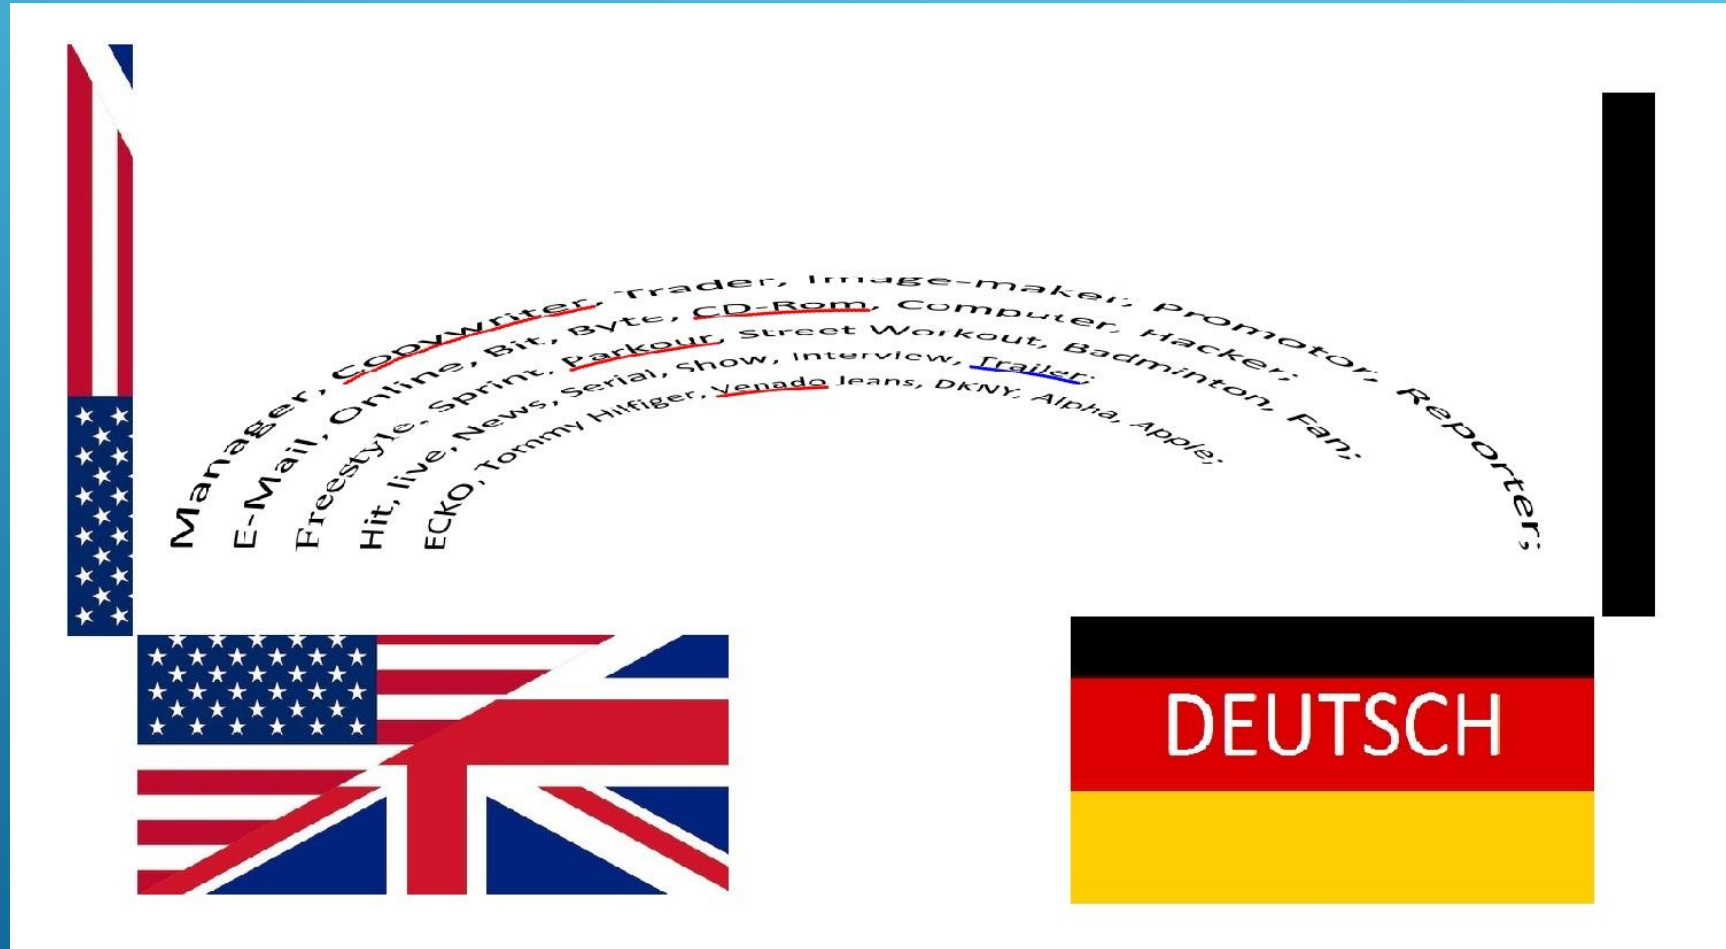 Manager, Copywriter, Trader, Image-maker, Promotor, Reporter;
E-Mail, Online, Bit, Byte, CD-Rom, Computer, Hacker;
Freestyle, Sprint, Parkour, Street Workout, Badminton, Fan;
Hit, live, News, Serial, Show, Interview, Trailer;
ECKO, Tommy Hilfiger, Venado Jeans, DKNY, Alpha, Apple;
DEUTSCH